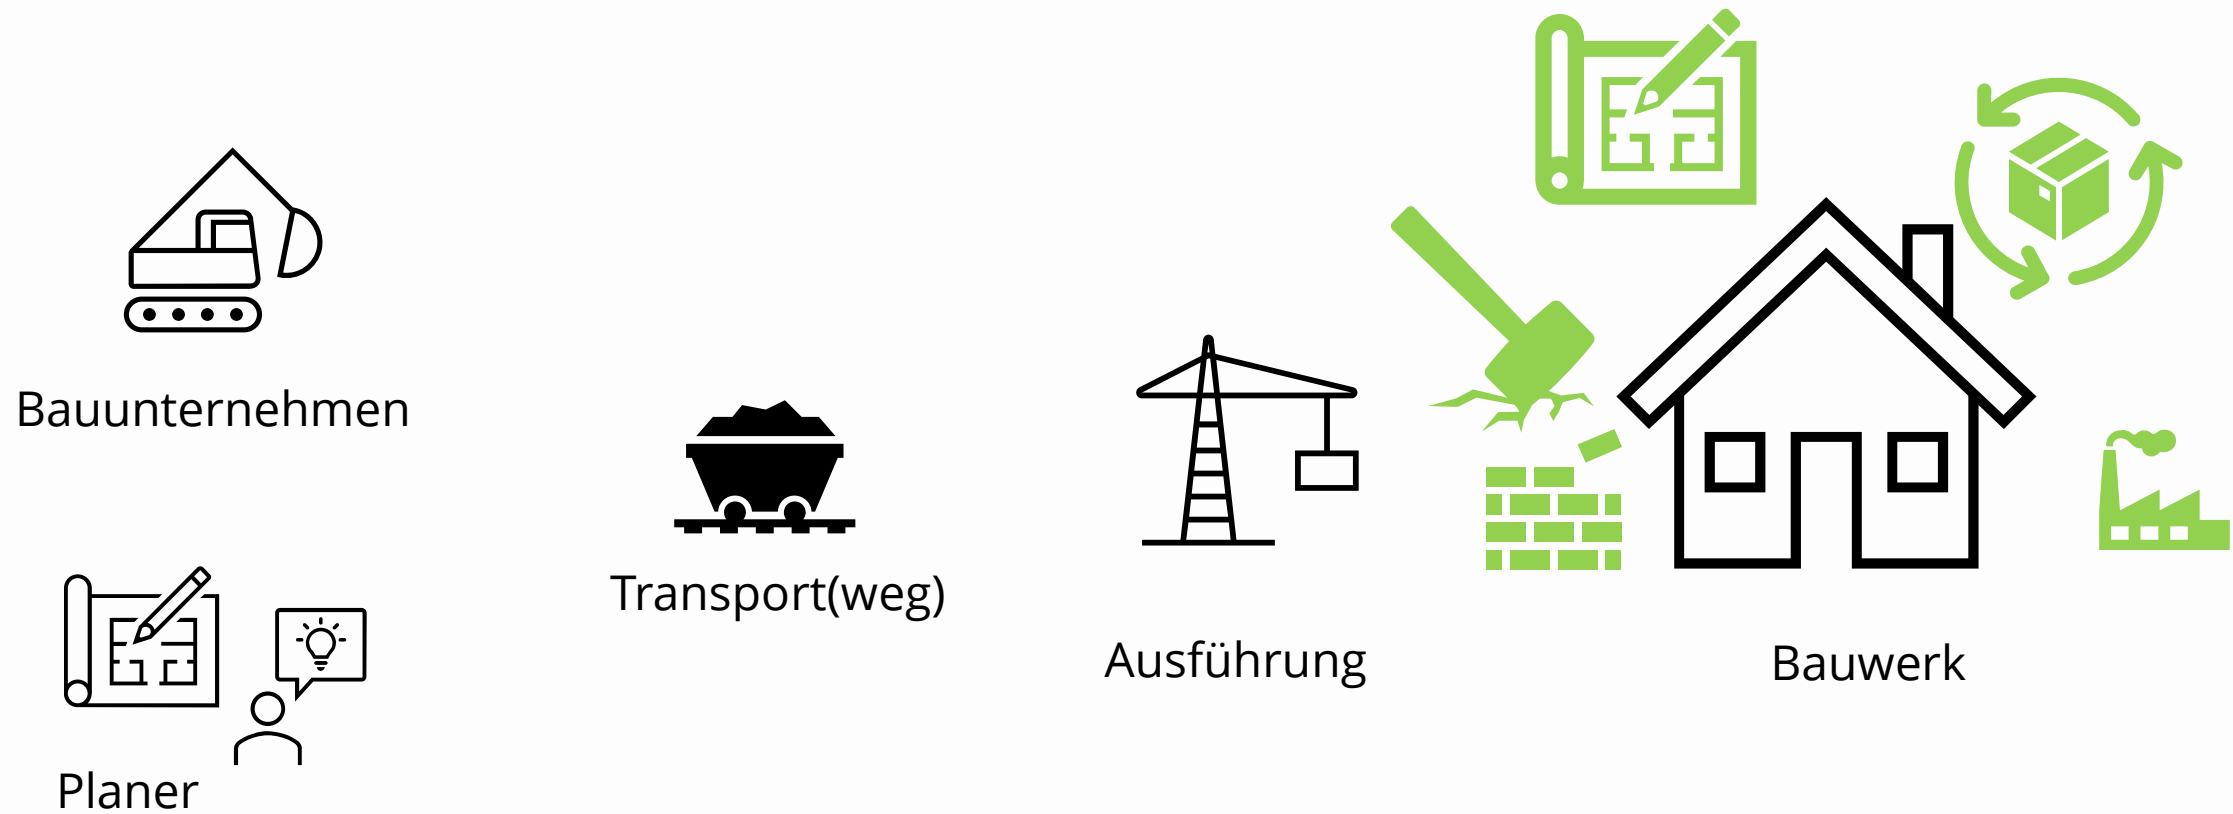 Bauunternehmen
Planer
Transport(weg)
Ausführung
Bauwerk